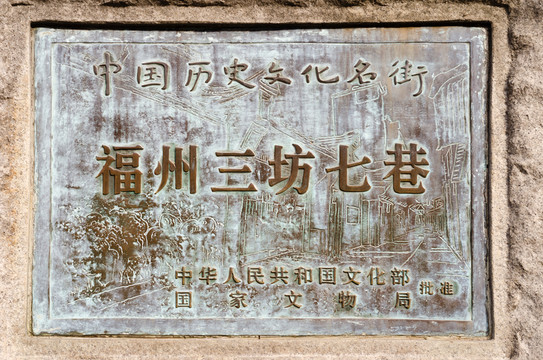 中国历史文化名街
福州三坊七巷
中华人民共和国文化部
国家文物局
批准